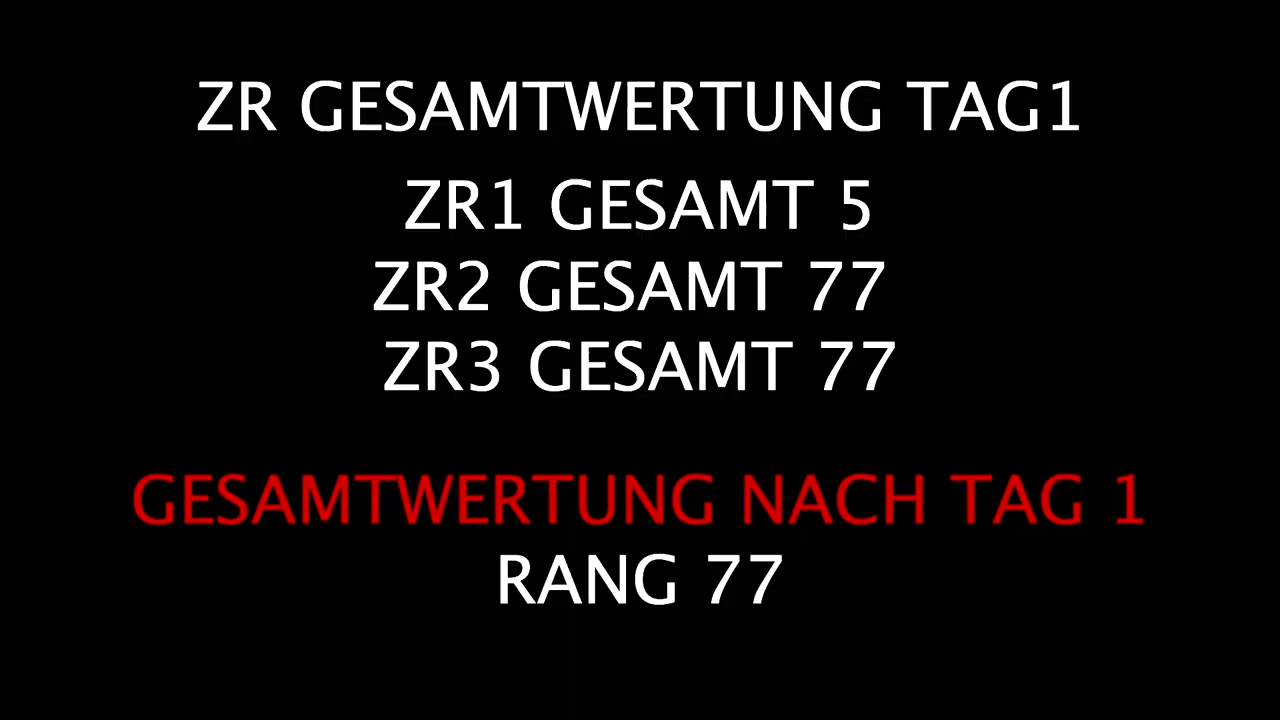 ZR GESAMTWERTUNG TAG1
ZR1 GESAMT 5
ZR2 GESAMT 77
ZR3 GESAMT 77
GESAMTWERTUNG NACH TAG 1
RANG 77